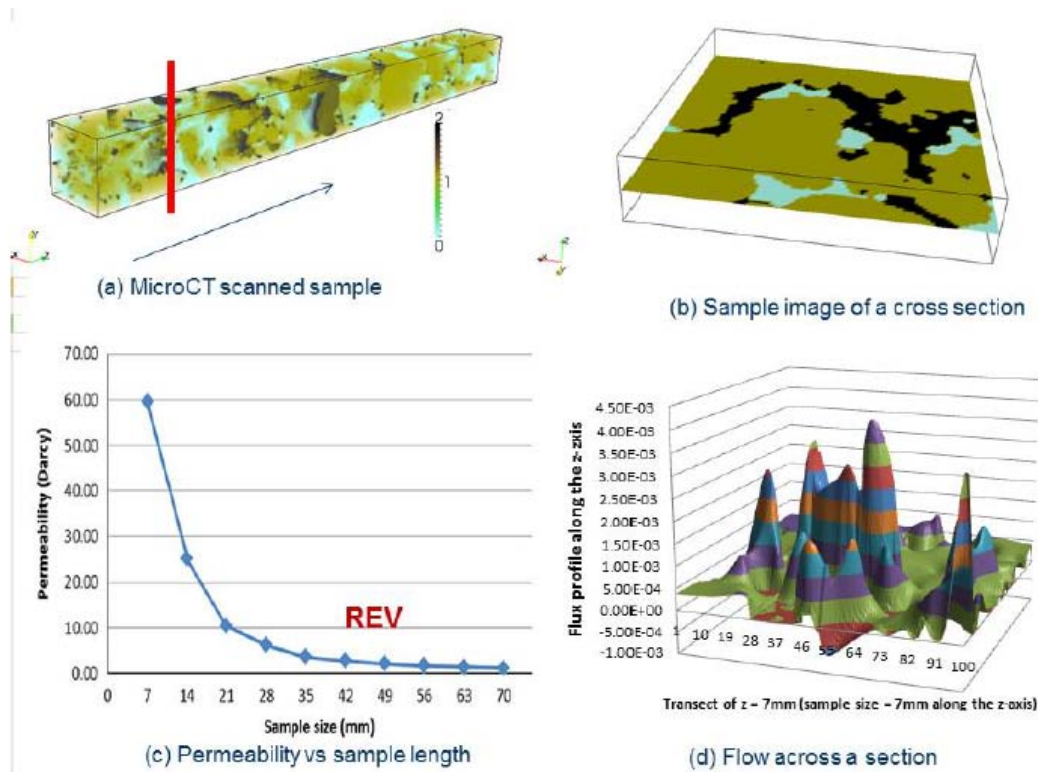 2
1
0
Y
X
Z
(a) MicroCT scanned sample
Z
X
Y
(b) Sample image of a cross section
70.00
60.00
50.00
40.00
30.00
20.00
10.00
0.00
Permeability (Darcy)
REV
0 7 14 21 28 35 42 49 56 63 70
Sample size (mm)
(c) Permeability vs sample length
4.50E-03
4.00E-03
3.50E-03
3.00E-03
2.50E-03
2.00E-03
1.50E-03
1.00E-03
5.00E-04
0.00E+00
-5.00E-04
-1.00E-03
Flux profile along the z-zxis
1 10 19 28 37 46 55 64 73 82 91 100
Transect of z = 7mm (sample size = 7mm along the z-axis)
(d) Flow across a section